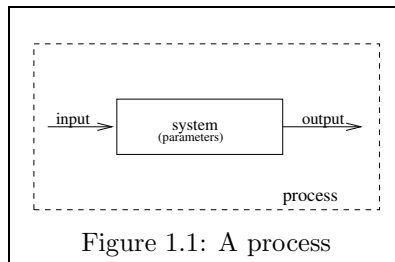 input
system
(parameters)
output
process
Figure 1.1: A process